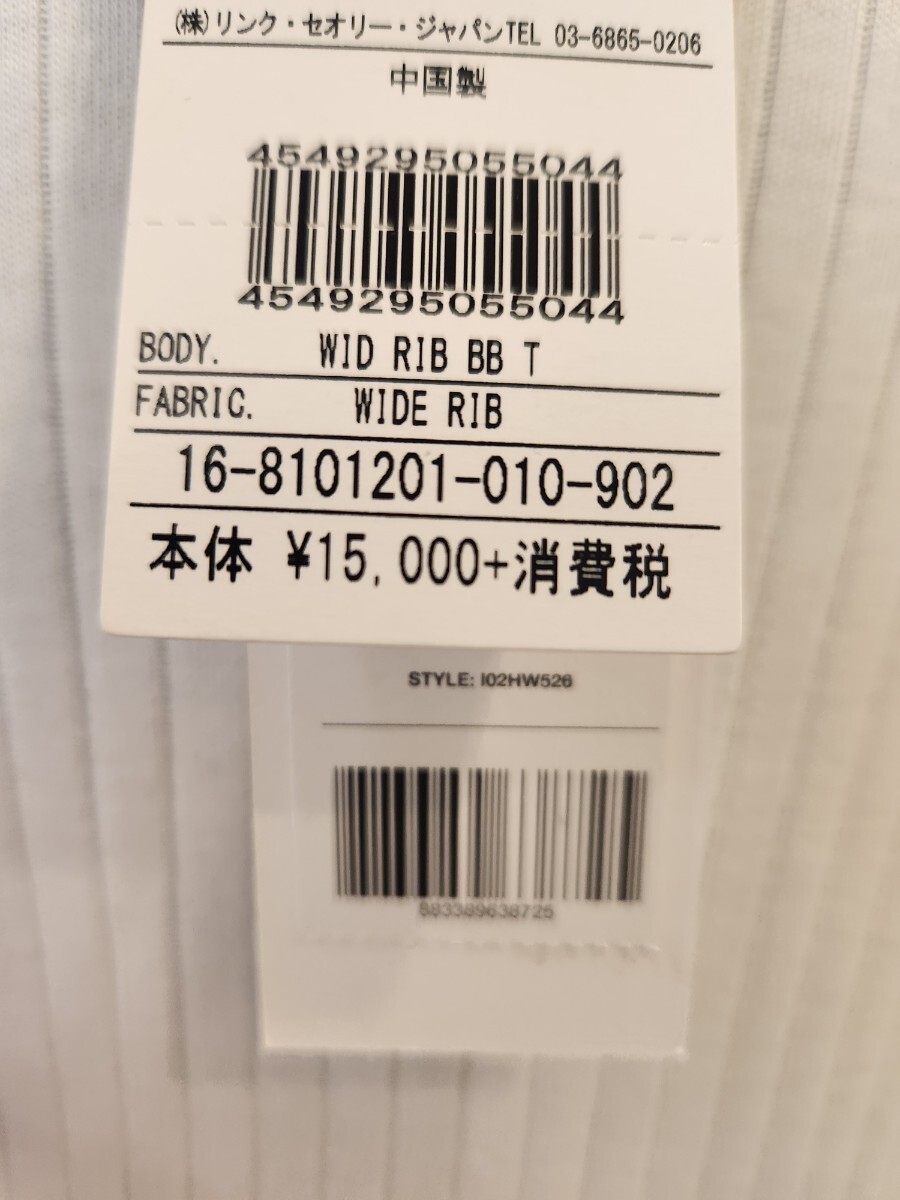 (株)リンク・セオリー・ジャパンTEL 03-6865-0206
中国製
4549295055044
4549295055044
BODY. WID RIB BB T
FABRIC. WIDE RIB
16-8101201-010-902
本体 ¥15,000+消費税
STYLE: I02HW526
883389638725